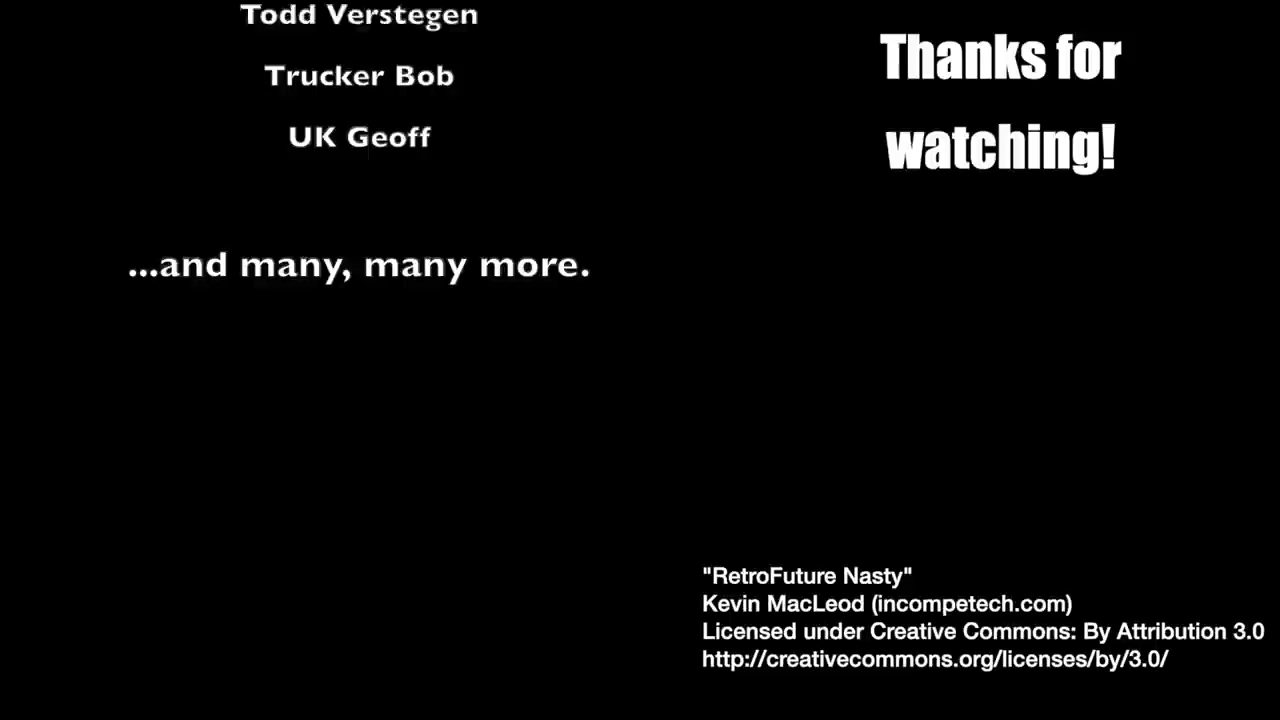 Todd Verstegen
Trucker Bob
UK Geoff
...and many, many more.
Thanks for
watching!
"RetroFuture Nasty"
Kevin MacLeod (incompetech.com)
Licensed under Creative Commons: By Attribution 3.0
http://creativecommons.org/licenses/by/3.0/